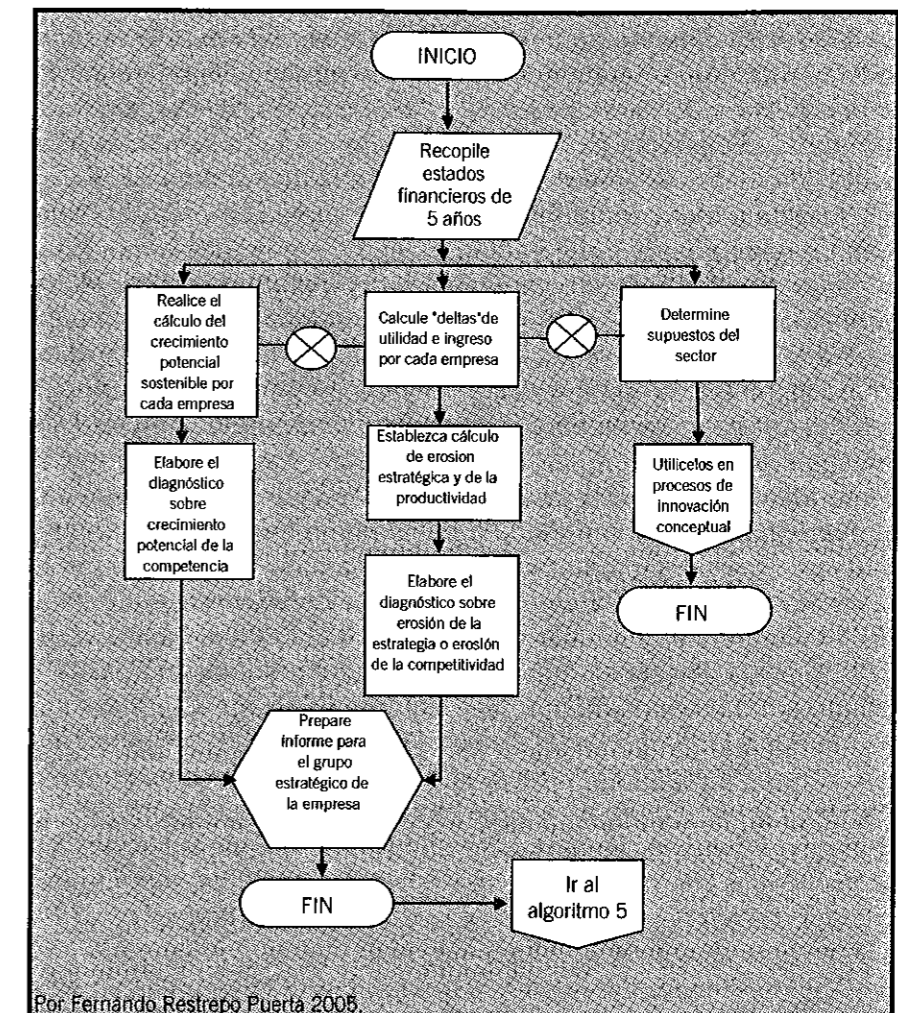 INICIO
Recopile
estados
financieros de
5 años
Realice el
cálculo del
crecimiento
potencial
sostenible por
cada empresa
Calcule "deltas"de
utilidad e ingreso
por cada empresa
Determine
supuestos del
sector
Elabore el
diagnóstico
sobre
crecimiento
potencial de la
competencia
Establezca cálculo
de erosion
estratégica y de la
productividad
Utilícelos en
procesos de
innovación
conceptual
Elabore el
diagnóstico sobre
erosión de la
estrategia o erosión
de la competitividad
FIN
Prepare
informe para
el grupo
estratégico de
la empresa
FIN
Ir al
algoritmo 5
Por Fernando Restrepo Puerta 2005.